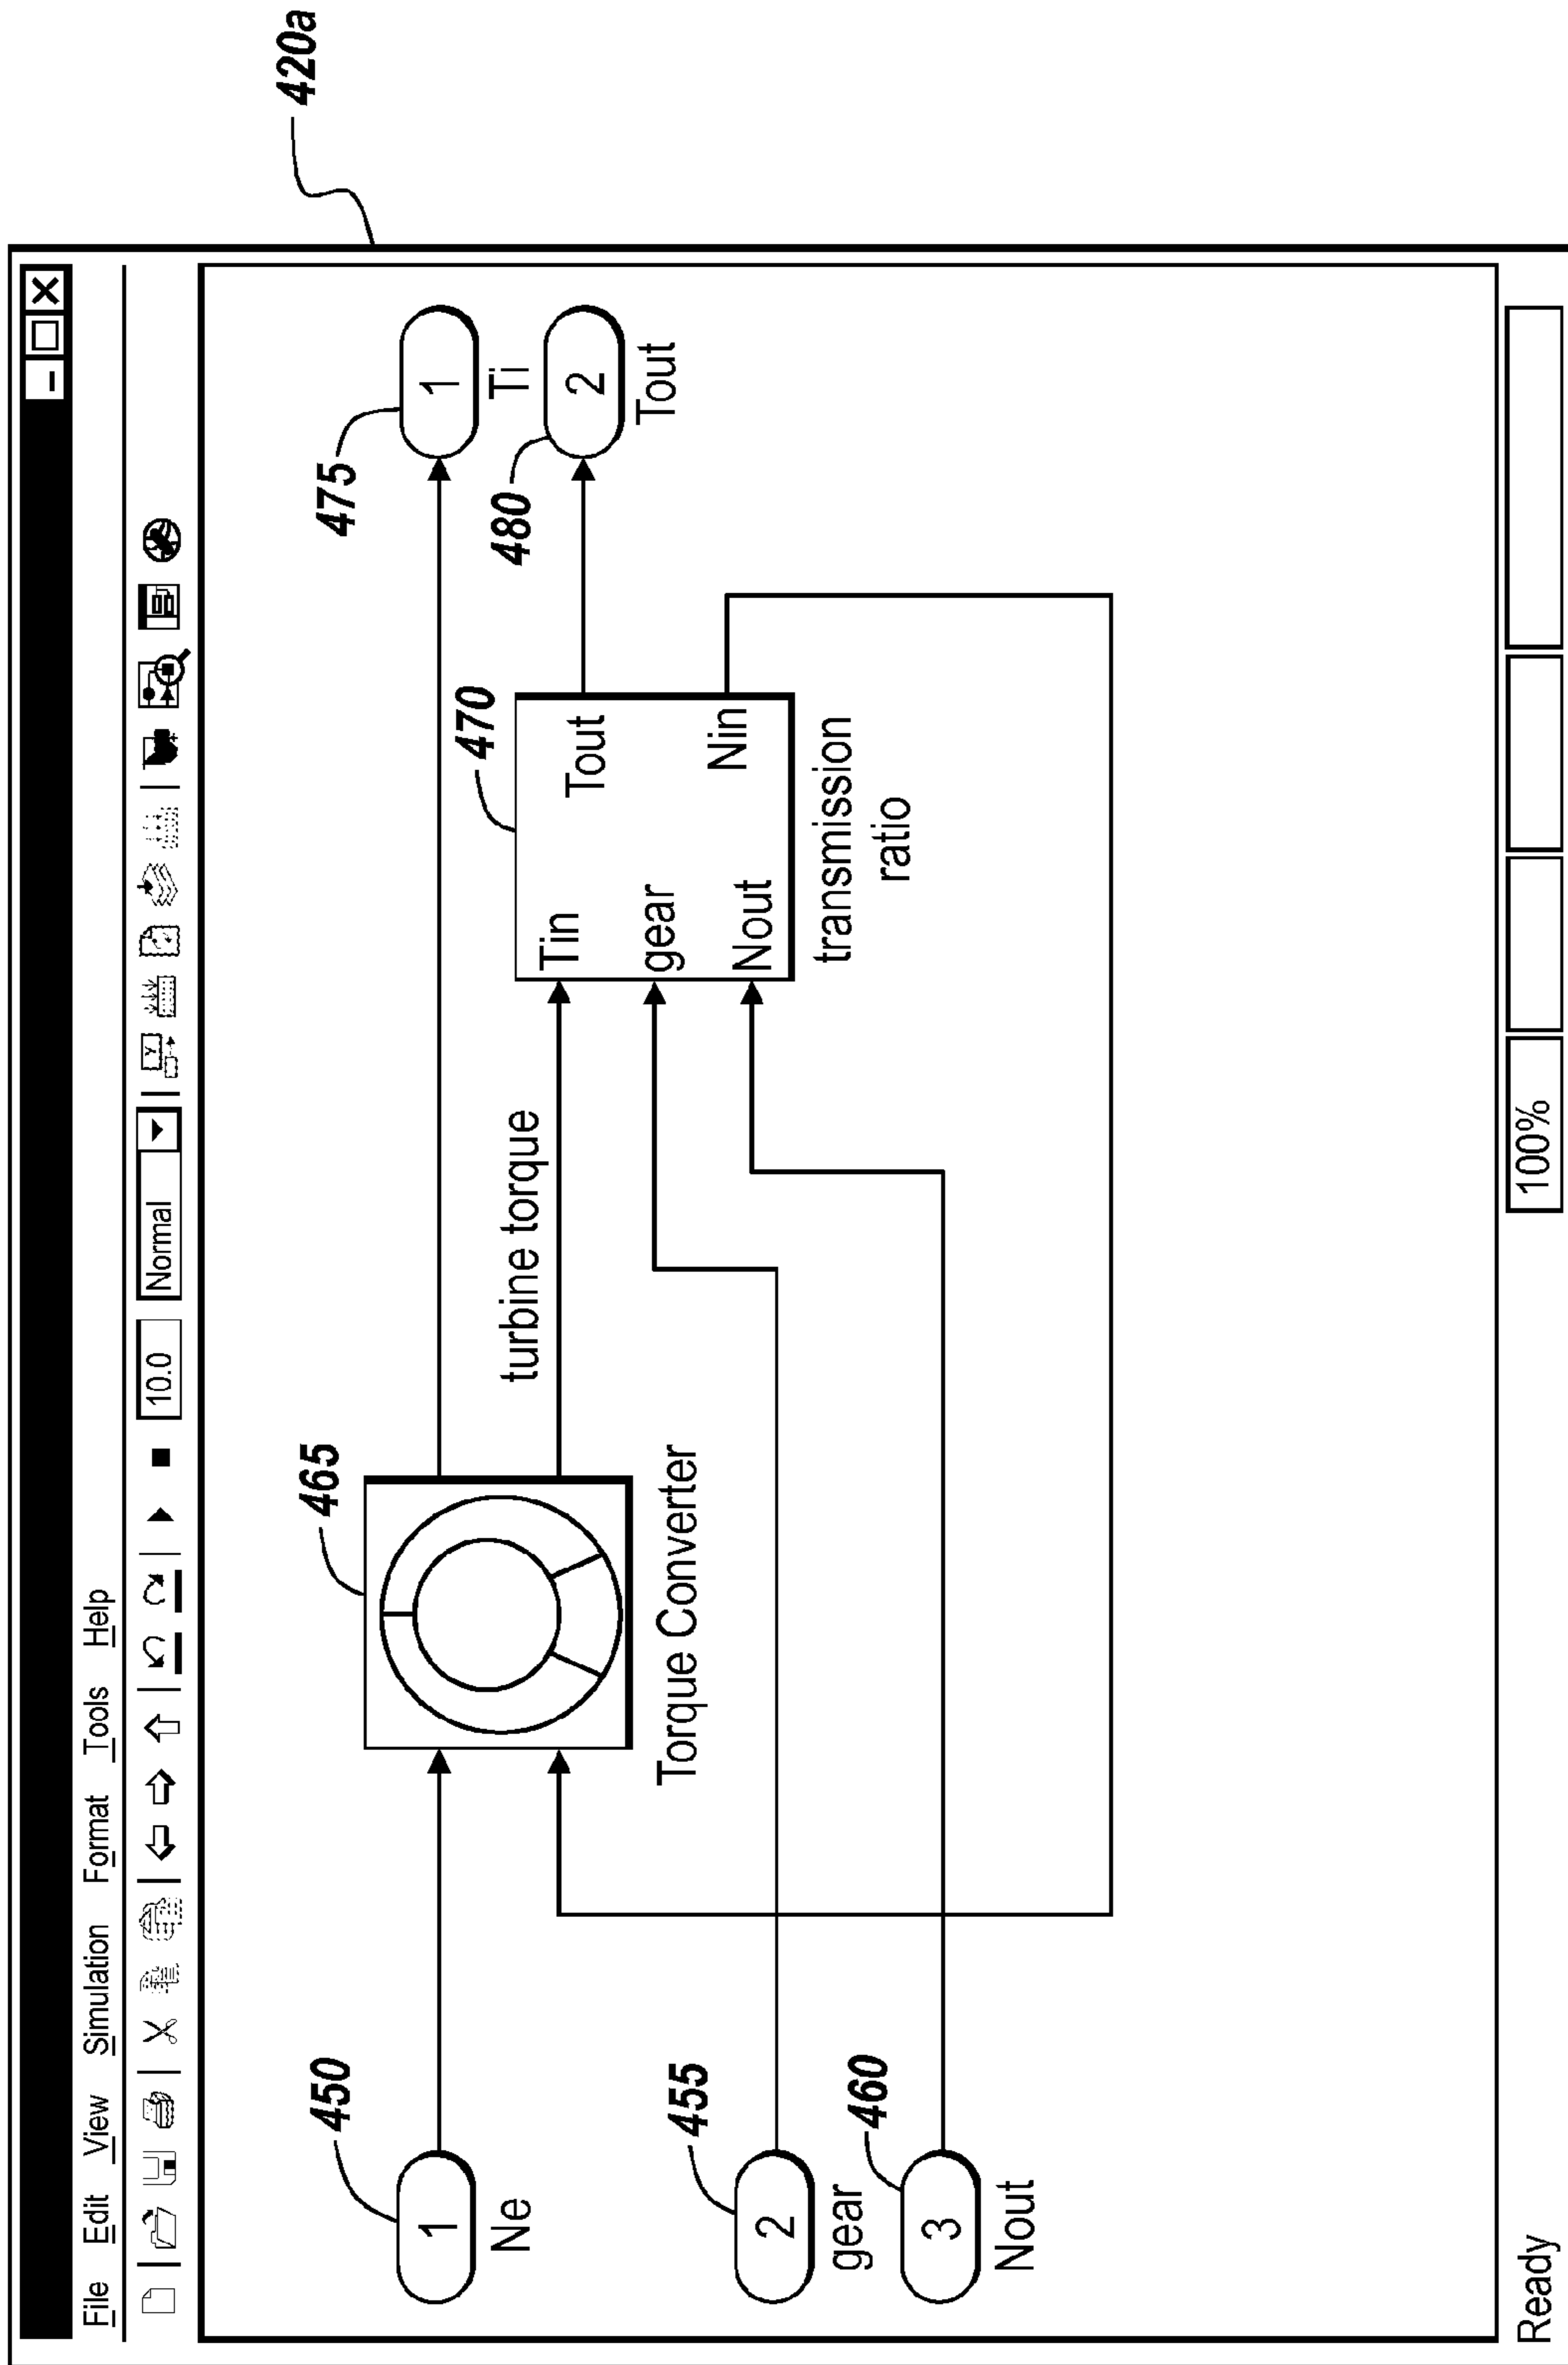 420a
File Edit View Simulation Format Tools Help
10.0 Normal
450
1
Ne
465
Torque Converter
turbine torque
475
1
Ti
480
2
Tout
470
Tin
Tout
gear
Nout
Nin
transmission
ratio
455
2
gear
460
3
Nout
Ready
100%